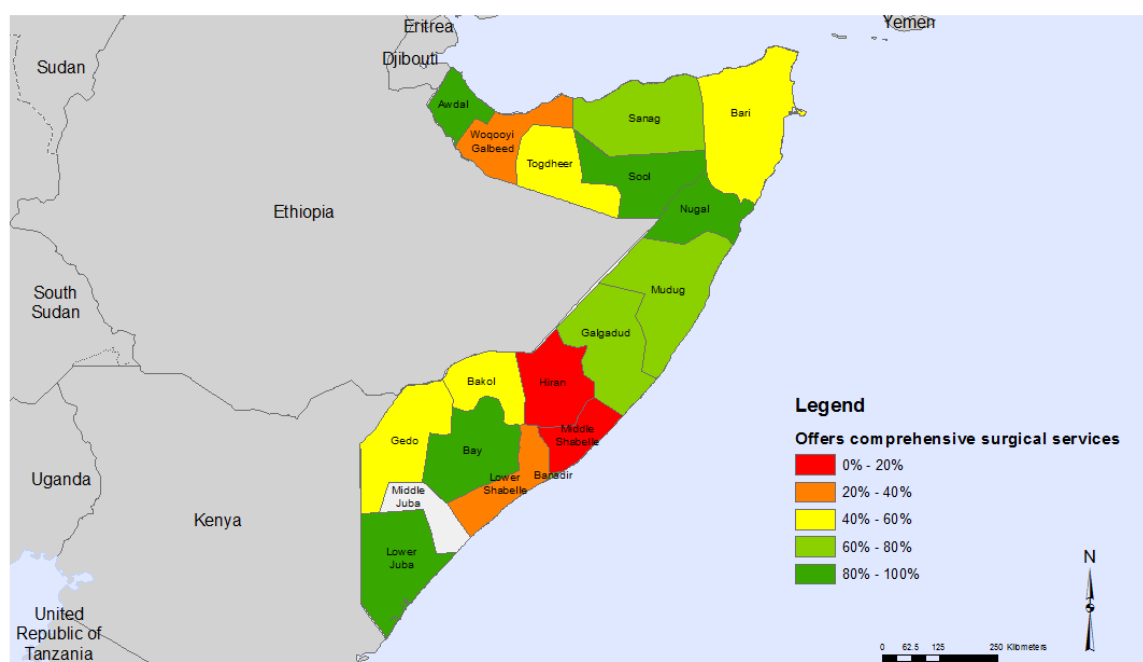 Eritrea
Yemen
Djibouti
Sudan
Awdal
Sanag
Bari
Woqooyi
Galbeed
Togdheer
Sool
Nugal
Ethiopia
South
Sudan
Mudug
Galgadud
Bakol
Hiran
Gedo
Middle
Shabelle
Bay
Lower
Shabelle
Banadir
Uganda
Middle
Juba
Kenya
Lower
Juba
United
Republic of
Tanzania
Legend
Offers comprehensive surgical services
0% - 20%
20% - 40%
40% - 60%
60% - 80%
80% - 100%
N
0 62.5 125 250 Kilometers